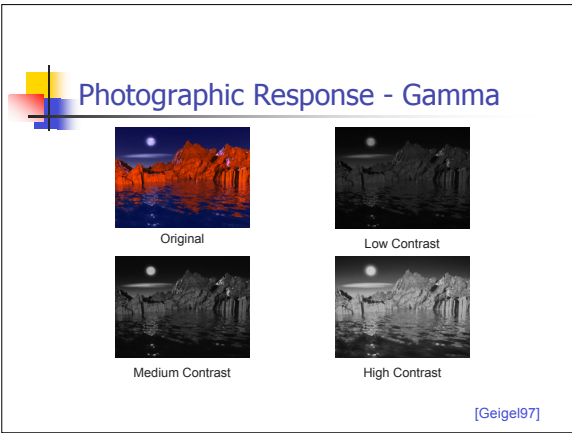 Photographic Response - Gamma
Original
Low Contrast
Medium Contrast
High Contrast
[Geigel97]